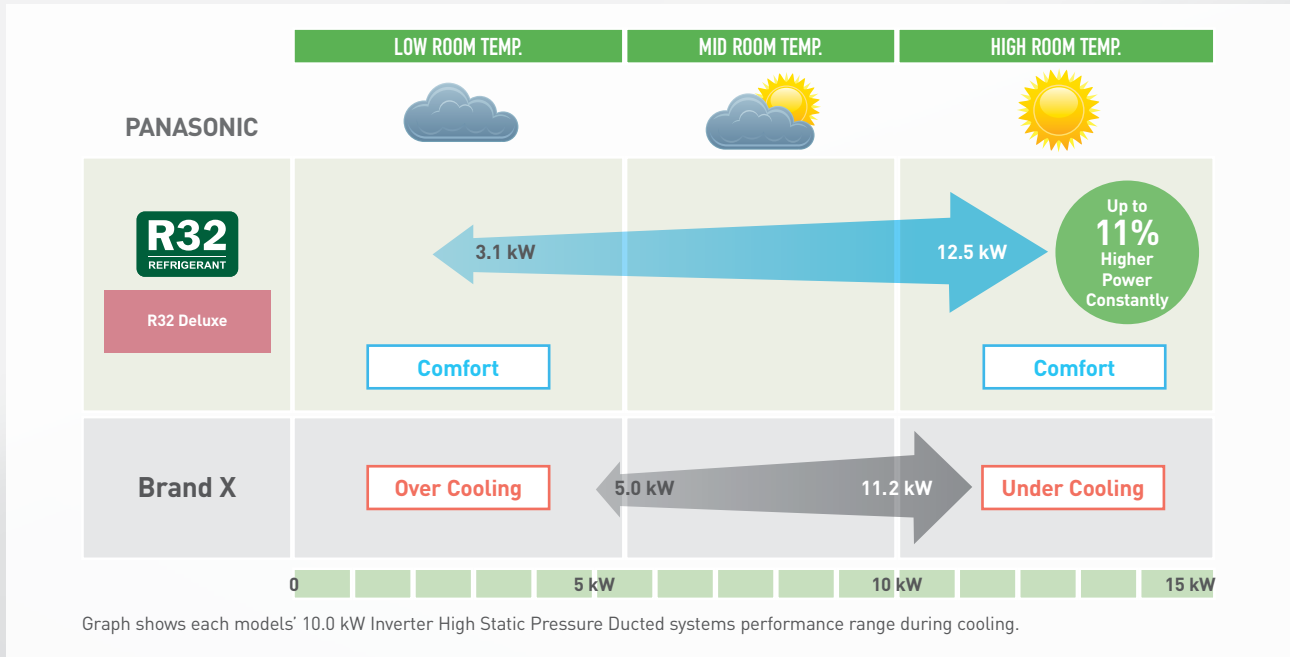 LOW ROOM TEMP.
MID ROOM TEMP.
HIGH ROOM TEMP.
PANASONIC
R32
REFRIGERANT
R32 Deluxe
3.1 kW
12.5 kW
Up to
11%
Higher
Power
Constantly
Comfort
Comfort
Brand X
Over Cooling
5.0 kW
11.2 kW
Under Cooling
0
5 kW
10 kW
15 kW
Graph shows each models’ 10.0 kW Inverter High Static Pressure Ducted systems performance range during cooling.